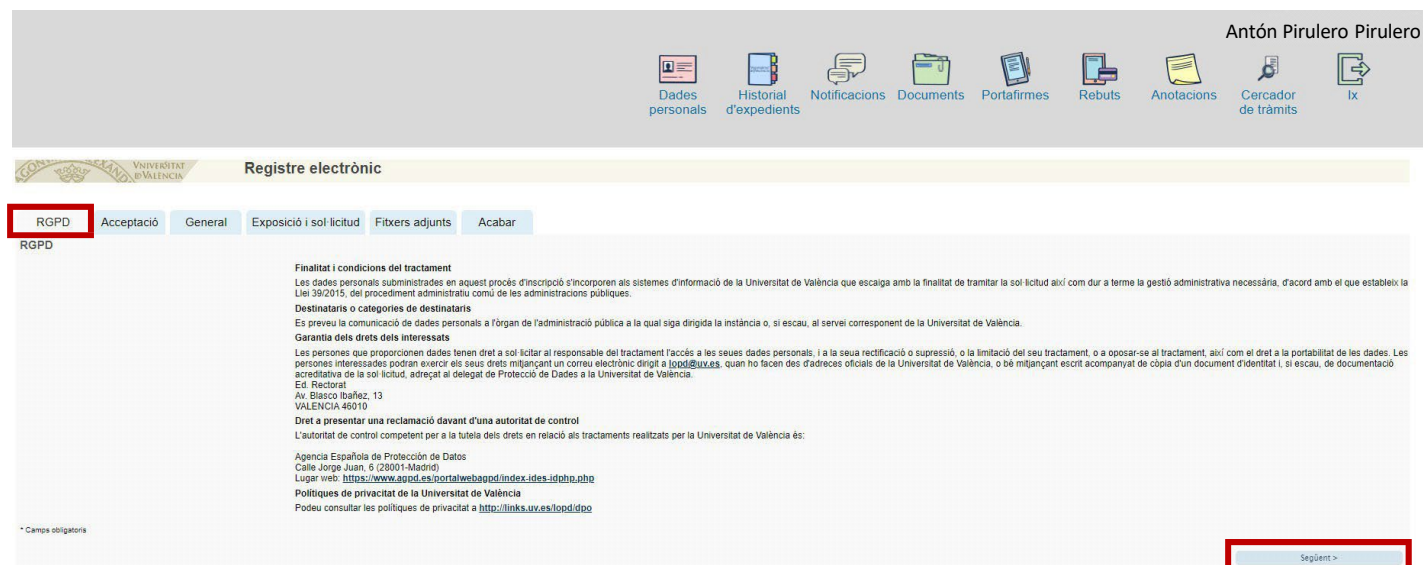 Antón Pirulero Pirulero
Dades personals
Historial d'expedients
Notificacions
Documents
Portafirmes
Rebuts
Anotacions
Cercador de tràmits
Ix
VNIVERSITAT
ID VALÈNCIA
Registre electrònic
RGPD
Acceptació
General
Exposició i sol·licitud
Fitxers adjunts
Acabar
RGPD
Finalitat i condicions del tractament
Les dades personals subministrades en aquest procés d'inscripció s'incorporen als sistemes d'informació de la Universitat de València que escaiga amb la finalitat de tramitar la sol·licitud així com dur a terme la gestió administrativa necessària, d'acord amb el que estableix la
Llei 39/2015, del procediment administratiu comú de les administracions públiques.
Destinataris o categories de destinataris
Es preveu la comunicació de dades personals a l'òrgan de l'administració pública a la qual siga dirigida la instància o, si escau, al servei corresponent de la Universitat de València.
Garantia dels drets dels interessats
Les persones que proporcionen dades tenen dret a sol·licitar al responsable del tractament l'accés a les seues dades personals, i a la seua rectificació o supressió, o la limitació del seu tractament, o a oposar-se al tractament, així com el dret a la portabilitat de les dades. Les
persones interessades podran exercir els seus drets mitjançant un correu electrònic dirigit a lopd@uv.es, quan ho facen des d'adreces oficials de la Universitat de València, o bé mitjançant escrit acompanyat de còpia d'un document d'identitat i, si escau, de documentació
acreditativa de la sol·licitud, adreçat al delegat de Protecció de Dades a la Universitat de València.
Ed. Rectorat
Av. Blasco Ibañez, 13
VALENCIA 46010
Dret a presentar una reclamació davant d'una autoritat de control
L'autoritat de control competent per a la tutela dels drets en relació als tractaments realitzats per la Universitat de València és:
Agencia Española de Protección de Datos
Calle Jorge Juan, 6 (28001-Madrid)
Lugar web: https://www.agpd.es/portalwebagpd/index-ides-idphp.php
Polítiques de privacitat de la Universitat de València
Podeu consultar les polítiques de privacitat a http://links.uv.es/lopd/dpo
* Camps obligatoris
Següent >